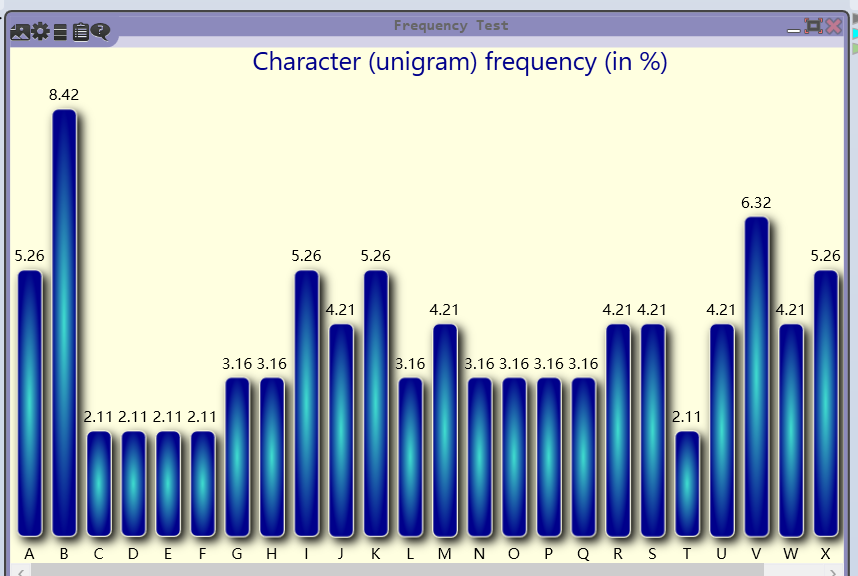 Frequency Test
Character (unigram) frequency (in %)
8.42
6.32
5.26 5.26 5.26 5.26
4.21 4.21 4.21 4.21 4.21 4.21
3.16 3.16 3.16 3.16 3.16 3.16 3.16
2.11 2.11 2.11 2.11 2.11
A B C D E F G H I J K L M N O P Q R S T U V W X